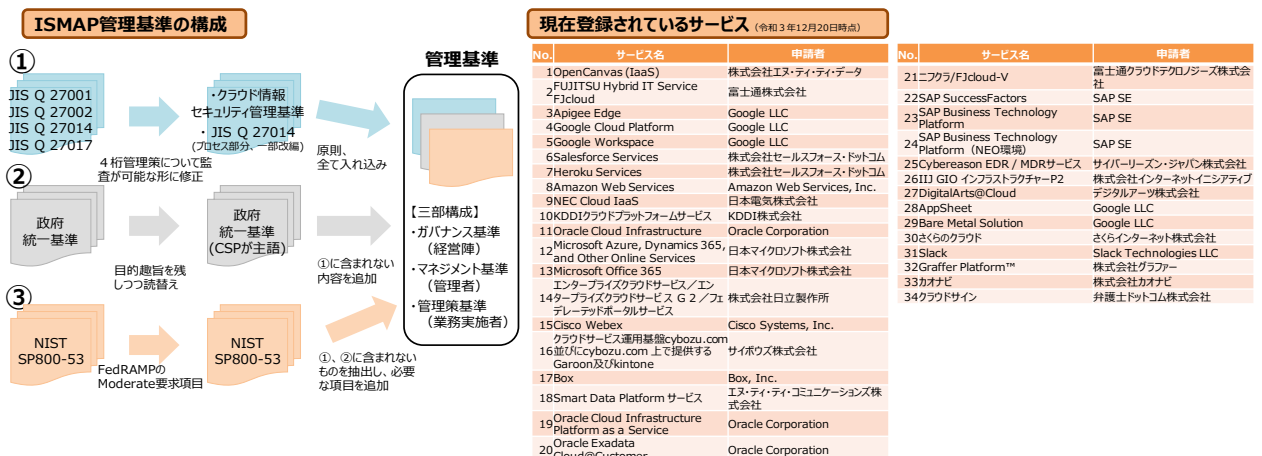 ISMAP管理基準の構成
①
JIS Q 27001
JIS Q 27002
JIS Q 27014
JIS Q 27017
４桁管理策について監
査が可能な形に修正
・クラウド情報
セキュリティ管理基準
・ JIS Q 27014
(プロセス部分、一部改編)
原則、
全て入れ込み
②
政府
統一基準
目的趣旨を残
しつつ読替え
政府
統一基準
(CSPが主語)
①に含まれない
内容を追加
③
NIST
SP800-53
FedRAMPの
Moderate要求項目
NIST
SP800-53
①、②に含まれない
ものを抽出し、必要
な項目を追加
管理基準
【三部構成】
・ガバナンス基準
（経営陣）
・マネジメント基準
（管理者）
・管理策基準
（業務実施者）
現在登録されているサービス（令和３年12月20日時点）
No. サービス名 申請者
1 OpenCanvas (IaaS) 株式会社エヌ・ティ・ティ・データ
2 FUJITSU Hybrid IT Service
FJcloud 富士通株式会社
3 Apigee Edge Google LLC
4 Google Cloud Platform Google LLC
5 Google Workspace Google LLC
6 Salesforce Services 株式会社セールスフォース・ドットコム
7 Heroku Services 株式会社セールスフォース・ドットコム
8 Amazon Web Services Amazon Web Services, Inc.
9 NEC Cloud IaaS 日本電気株式会社
10 KDDIクラウドプラットフォームサービス KDDI株式会社
11 Oracle Cloud Infrastructure Oracle Corporation
12 Microsoft Azure, Dynamics 365,
and Other Online Services 日本マイクロソフト株式会社
13 Microsoft Office 365 日本マイクロソフト株式会社
エンタープライズクラウドサービス／エン
14 タープライズクラウドサービス Ｇ２／フェ 株式会社日立製作所
デレーテッドポータルサービス
15 Cisco Webex Cisco Systems, Inc.
クラウドサービス運用基盤cybozu.com
16 並びにcybozu.com 上で提供する サイボウズ株式会社
Garoon及びkintone
17 Box Box, Inc.
18 Smart Data Platform サービス エヌ・ティ・ティ・コミュニケーションズ株
式会社
19 Oracle Cloud Infrastructure
Platform as a Service Oracle Corporation
20 Oracle Exadata
Cloud@Customer Oracle Corporation
No. サービス名 申請者
21 ニフクラ/FJcloud-V 富士通クラウドテクノロジーズ株式会
社
22 SAP SuccessFactors SAP SE
23 SAP Business Technology
Platform SAP SE
24 SAP Business Technology
Platform（NEO環境） SAP SE
25 Cybereason EDR / MDRサービス サイバーリーズン・ジャパン株式会社
26 IIJ GIO インフラストラクチャーP2 株式会社インターネットイニシアティブ
27 DigitalArts@Cloud デジタルアーツ株式会社
28 AppSheet Google LLC
29 Bare Metal Solution Google LLC
30 さくらのクラウド さくらインターネット株式会社
31 Slack Slack Technologies LLC
32 Graffer Platform™ 株式会社グラファー
33 カオナビ 株式会社カオナビ
34 クラウドサイン 弁護士ドットコム株式会社